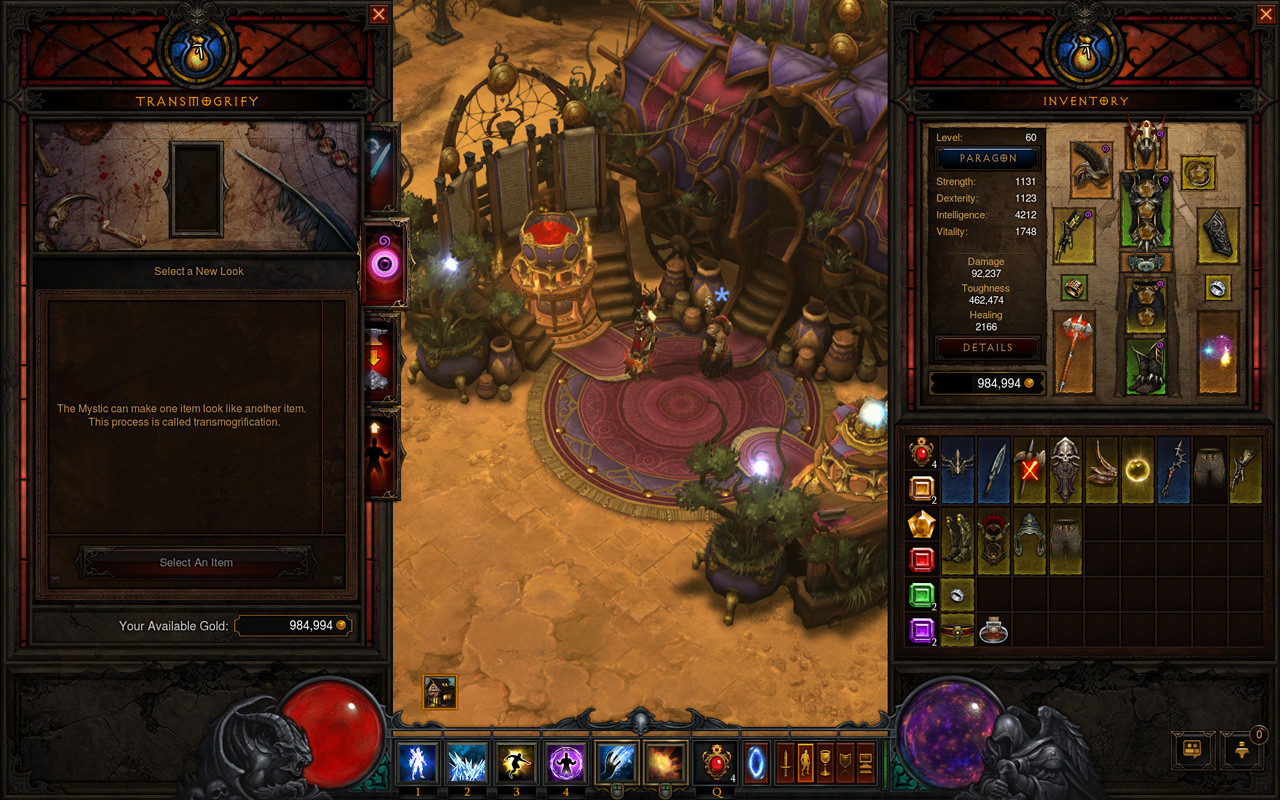 TRANSMOGRIFY
Select a New Look
The Mystic can make one item look like another item.
This process is called transmogrification.
Select An Item
Your Available Gold: 984,994
INVENTORY
Level: 60
PARAGON
Strength: 1131
Dexterity: 1123
Intelligence: 4212
Vitality: 1748
Damage
92,237
Toughness
462,474
Healing
2166
DETAILS
984,994
4
2
2
2
1 2 3 4 Q
4
0